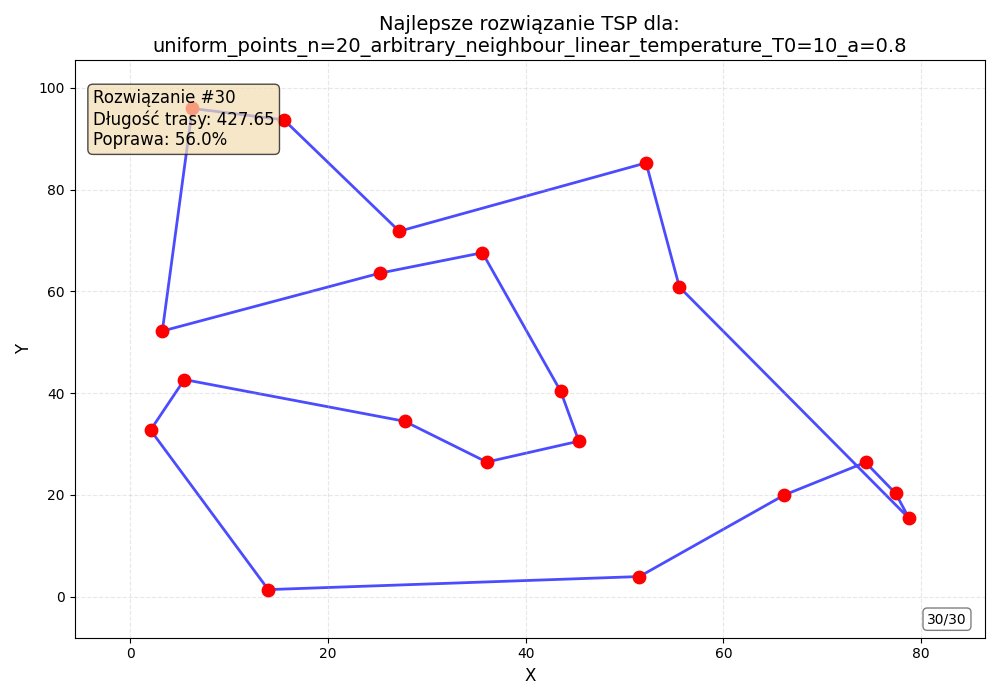 Najlepsze rozwiązanie TSP dla:
uniform_points_n=20_arbitrary_neighbour_linear_temperature_T0=10_a=0.8
Rozwiązanie #30
Długość trasy: 427.65
Poprawa: 56.0%
100
80
60
40
20
0
Y
30/30
0
20
40
60
80
X